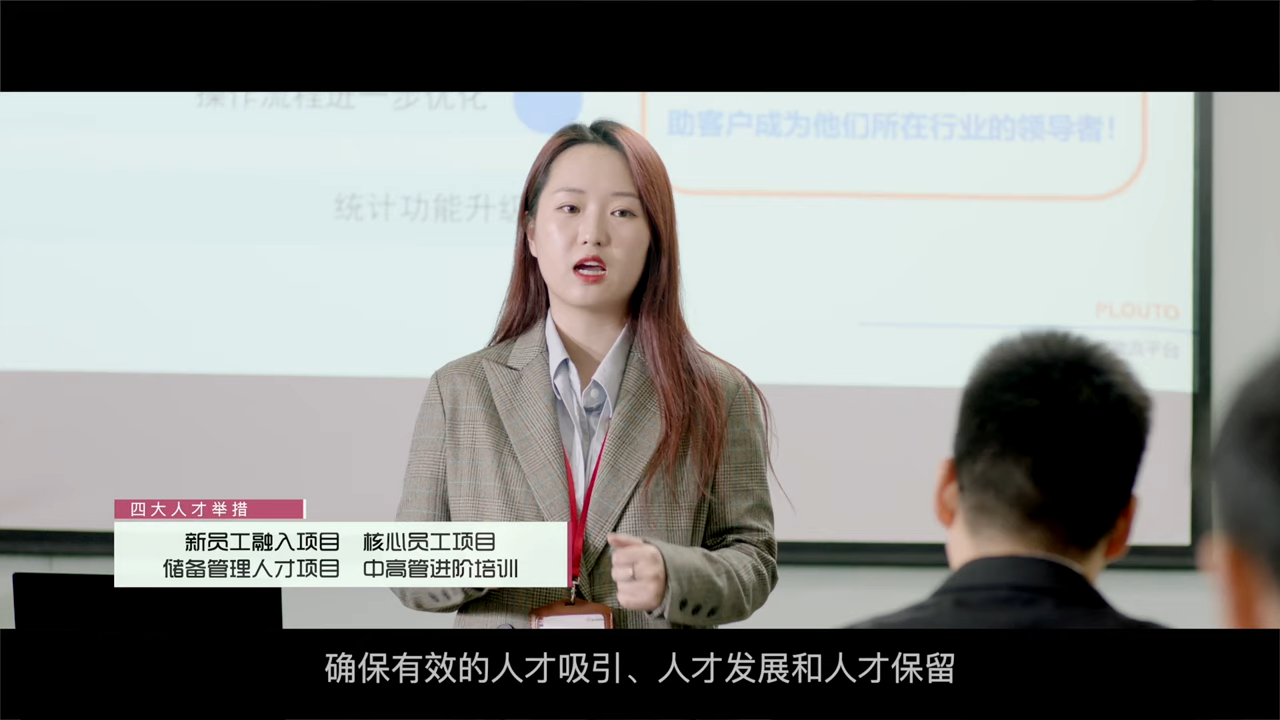 操作流程进一步优化
助客户成为他们所在行业的领导者！
统计功能升级
PLOUTO
平台
四大人才举措
新员工融入项目 核心员工项目
储备管理人才项目 中高管进阶培训
确保有效的人才吸引、人才发展和人才保留